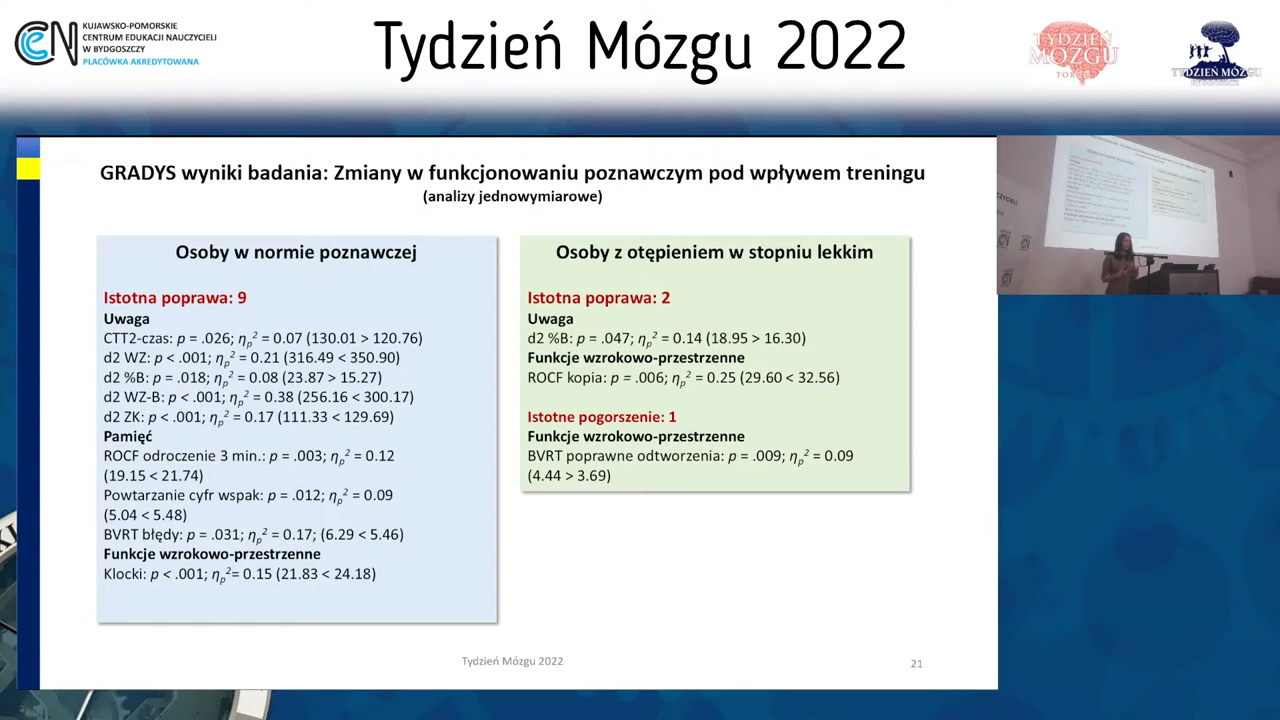 KUJAWSKO-POMORSKIE
CENTRUM EDUKACJI NAUCZYCIELI
W BYDGOSZCZY
PLACÓWKA AKREDYTOWANA
Tydzień Mózgu 2022
TYDZIEŃ
MÓZGU
TORUŃ
TYDZIEŃ MÓZGU
BYDGOSZCZ
GRADYS wyniki badania: Zmiany w funkcjonowaniu poznawczym pod wpływem treningu
(analizy jednowymiarowe)
Osoby w normie poznawczej
Istotna poprawa: 9
Uwaga
CTT2-czas: p = .026; ηp² = 0.07 (130.01 > 120.76)
d2 WZ: p < .001; ηp² = 0.21 (316.49 < 350.90)
d2 %B: p = .018; ηp² = 0.08 (23.87 > 15.27)
d2 WZ-B: p < .001; ηp² = 0.38 (256.16 < 300.17)
d2 ZK: p < .001; ηp² = 0.17 (111.33 < 129.69)
Pamięć
ROCF odroczenie 3 min.: p = .003; ηp² = 0.12
(19.15 < 21.74)
Powtarzanie cyfr wspak: p = .012; ηp² = 0.09
(5.04 < 5.48)
BVRT błędy: p = .031; ηp² = 0.17; (6.29 < 5.46)
Funkcje wzrokowo-przestrzenne
Klocki: p < .001; ηp²= 0.15 (21.83 < 24.18)
Osoby z otępieniem w stopniu lekkim
Istotna poprawa: 2
Uwaga
d2 %B: p = .047; ηp² = 0.14 (18.95 > 16.30)
Funkcje wzrokowo-przestrzenne
ROCF kopia: p = .006; ηp² = 0.25 (29.60 < 32.56)
Istotne pogorszenie: 1
Funkcje wzrokowo-przestrzenne
BVRT poprawne odtworzenia: p = .009; ηp² = 0.09
(4.44 > 3.69)
Tydzień Mózgu 2022
21